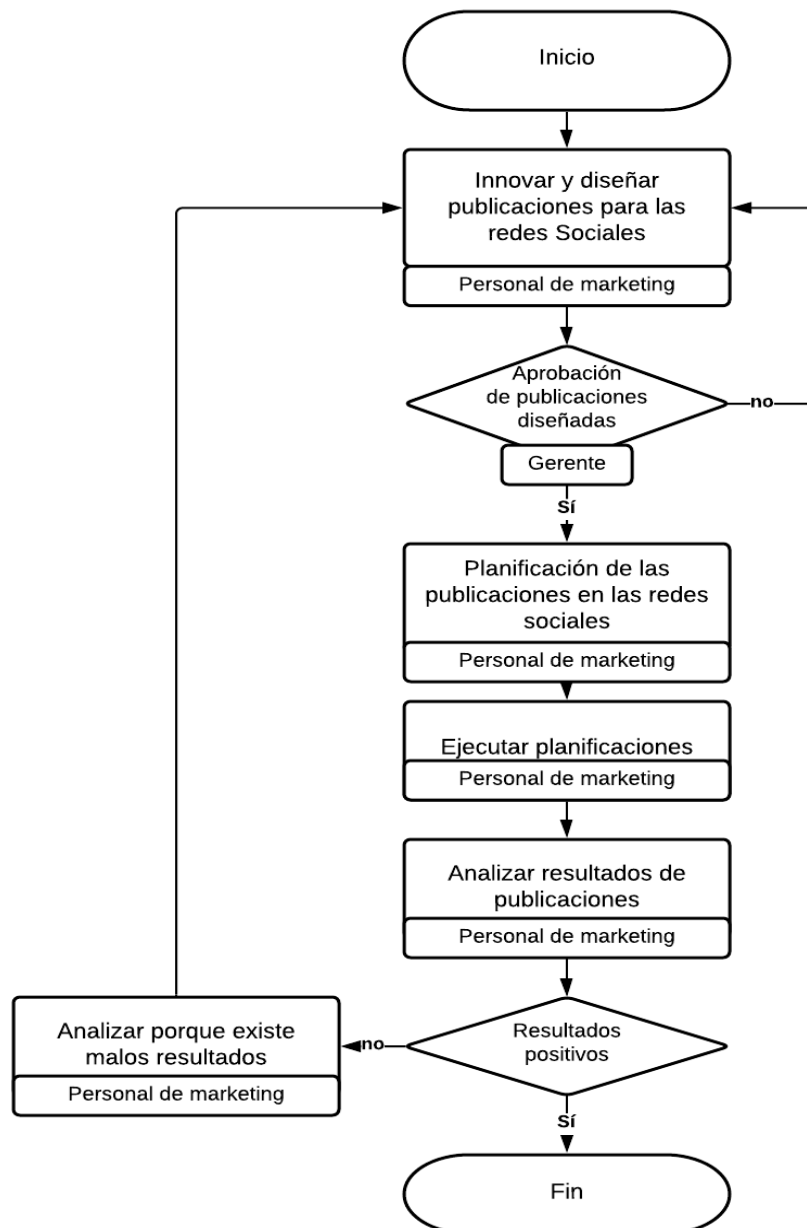 Inicio
Innovar y diseñar
publicaciones para las
redes Sociales
Personal de marketing
Aprobación
de publicaciones
diseñadas
no
Gerente
Sí
Planificación de las
publicaciones en las redes
sociales
Personal de marketing
Ejecutar planificaciones
Personal de marketing
Analizar resultados de
publicaciones
Personal de marketing
Analizar porque existe
malos resultados
Personal de marketing
no
Resultados
positivos
Sí
Fin